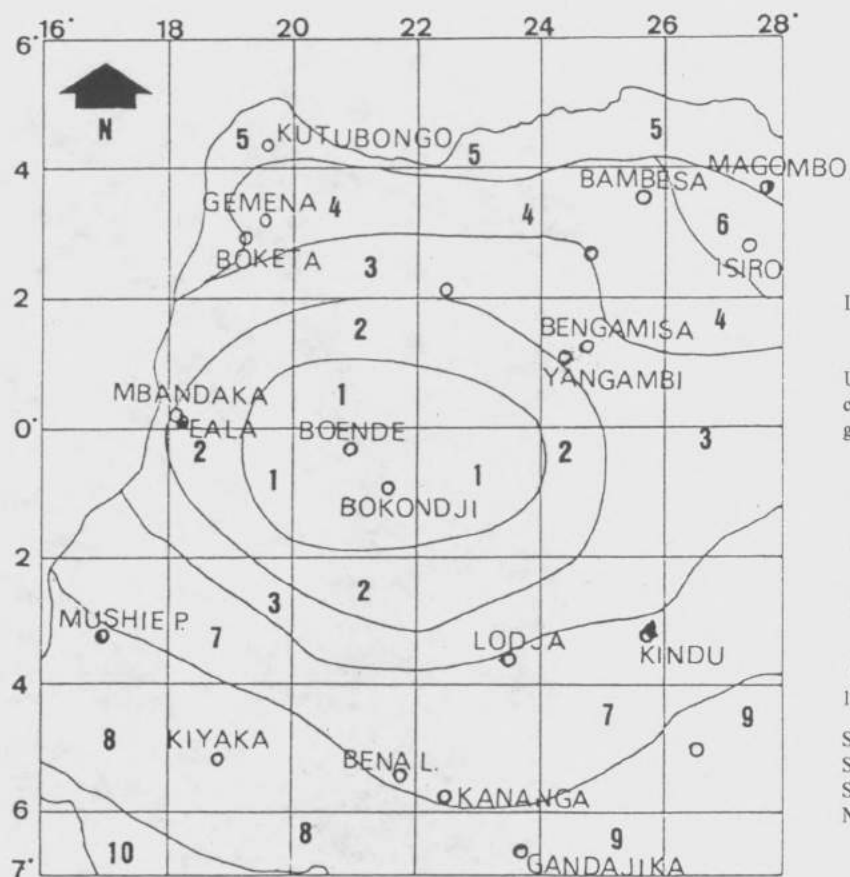 16° 18 20 22 24 26 28
6°
N
5 KUTUBONGO 5 5
4
MAGOMBO
BAMBESA
GEMENA 4 4 6
BOKETA ISIRO
3
2
2 BENGAMISA 4
YANGAMBI
MBANDAKA 1
0° EALA BOENDE 3
2 2
1 1
BOKONDJI
2
2
3
MUSHIE P. 7 LODJA KINDU
4
7 9
8 KIYAKA
BENA L.
KANANGA
6
8 9
10 GANDAJIKA
7°